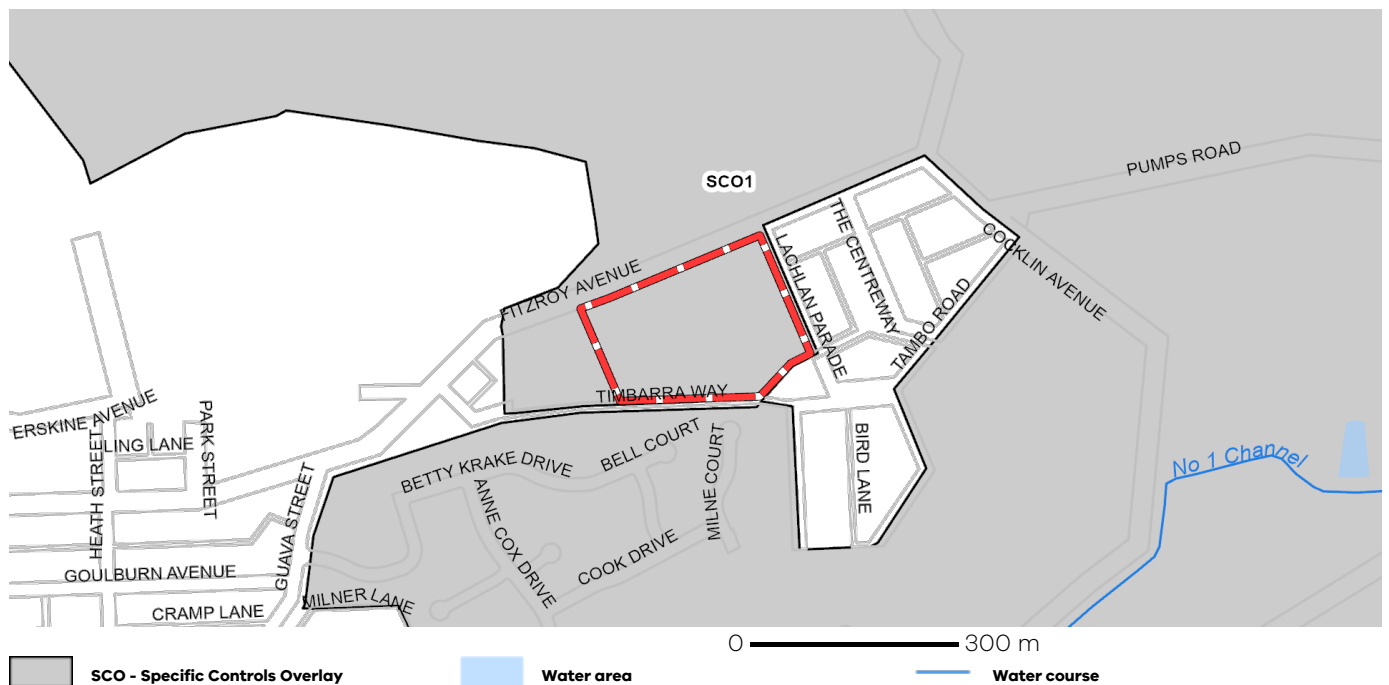 SCO1
PUMPS ROAD
THE CENTREWAY
LACHLAN PARADE
COCKLIN AVENUE
FITZROY AVENUE
TAMBO ROAD
TIMBARRA WAY
ERSKINE AVENUE
PARK STREET
LING LANE
HEATH STREET
BELL COURT
BETTY KRAKE DRIVE
MILNE COURT
BIRD LANE
No 1 Channel
GUAVA STREET
ANNE COX DRIVE
COOK DRIVE
GOULBURN AVENUE
MILNER LANE
CRAMP LANE
0 300 m
SCO - Specific Controls Overlay Water area Water course